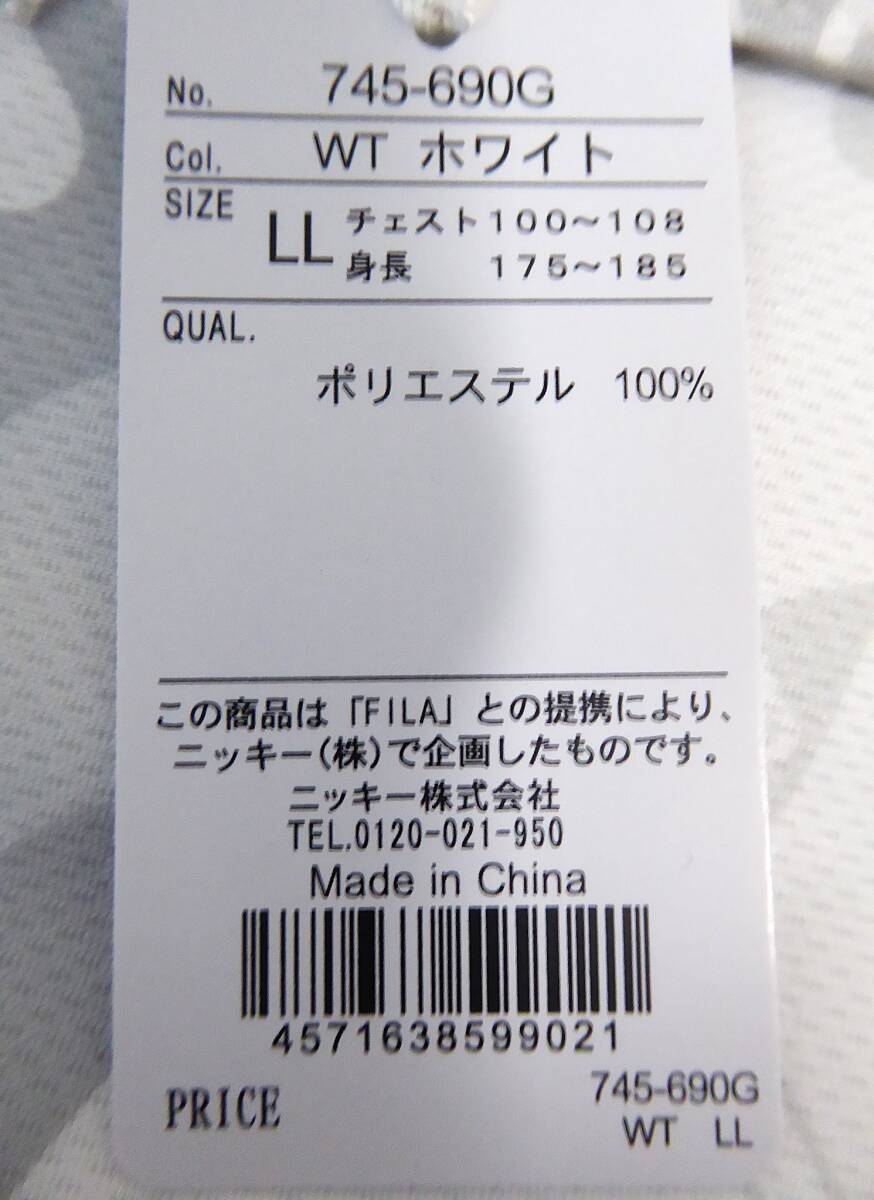 No. 745-690G
Col. WT ホワイト
SIZE LL チェスト100~108
身長 175~185
QUAL.
ポリエステル 100%
この商品は「FILA」との提携により、
ニッキー(株)で企画したものです。
ニッキー株式会社
TEL.0120-021-950
Made in China
4571638599021
PRICE 745-690G
WT LL